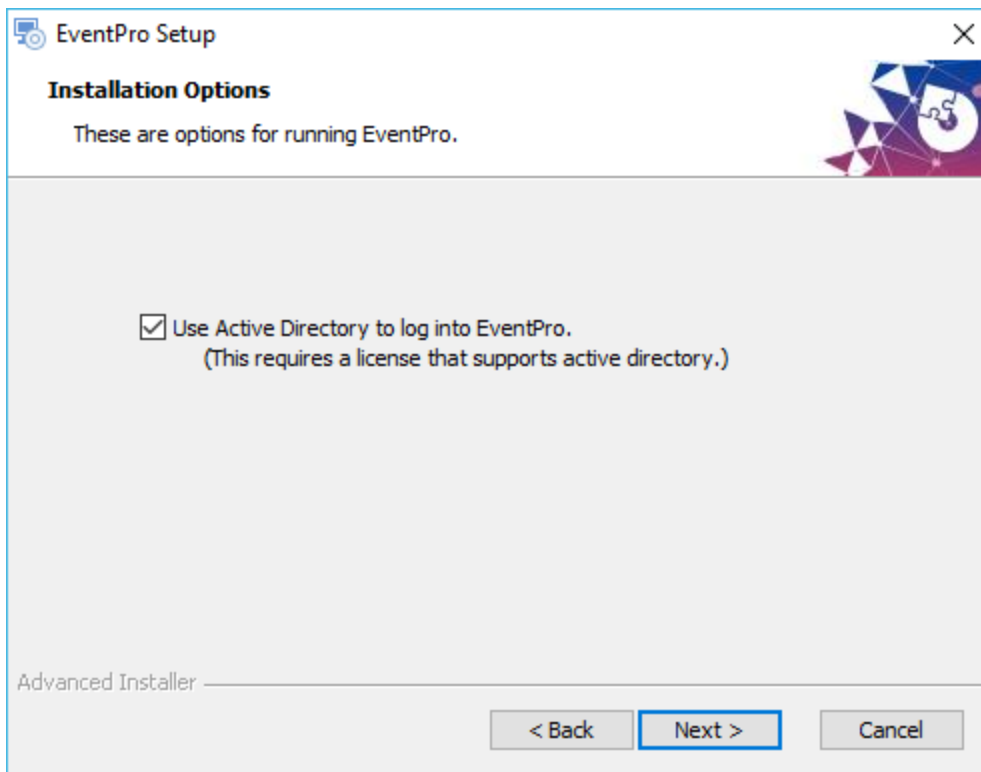 EventPro Setup
Installation Options
These are options for running EventPro.
Use Active Directory to log into EventPro.
(This requires a license that supports active directory.)
Advanced Installer
< Back
Next >
Cancel